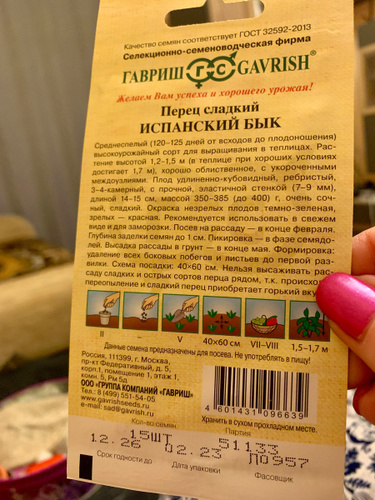 Качество семян соответствует ГОСТ 32592-2013
Селекционно-семеноводческая фирма
ГАВРИШ GAVRISH®
Желаем Вам успеха и хорошего урожая!
Перец сладкий
ИСПАНСКИЙ БЫК
Среднеспелый (120–125 дней от всходов до плодоношения)
высокоурожайный сорт для выращивания в теплицах. Рас-
тение высотой 1,2–1,5 м (в теплице при хороших условиях
достигает 1,7 м), хорошо облиственное, с укороченными
междоузлиями. Плод удлиненно-кубовидный, ребристый,
3–4-камерный, с прочной, эластичной стенкой (7–9 мм),
длиной 14–15 см, массой 350–385 (до 400) г, очень соч-
ный, сладкий. Окраска незрелых плодов темно-зеленая,
зрелых — красная. Рекомендуется использовать в свежем
виде и для заморозки. Посев на рассаду — в конце февраля.
Глубина заделки семян до 1 см. Пикировка — в фазе семядо-
лей. Высадка рассады в грунт — в конце мая. Формировка:
удаление всех боковых побегов и листьев до первой раз-
вилки. Схема посадки: 40х60 см. Нельзя высаживать рас-
саду сладких и острых сортов перца рядом, т.к. происхо
переопыление и сладкий перец приобретает горький вку
II – V 40х60 см VII–VIII 1,5–1,7 м
Данные семена предназначены для посева. Не употреблять в пищу!
Россия, 111399, г. Москва,
пр-кт Федеративный, д. 5,
корп.1, помещение 1, этаж 1,
комн. 5, Рм 5д
ООО «ГРУППА КОМПАНИЙ «ГАВРИШ»
Тел.: 8 (499) 551-54-05
www.gavrishseeds.ru
e-mail: sad@gavrish.ru
4 601431 096639
Хранить в сухом прохладном месте.
Кол-во семян Партия
15ШТ 51133
12.26 02.23 Л0957
Срок годности до Дата упаковки Фасовщик